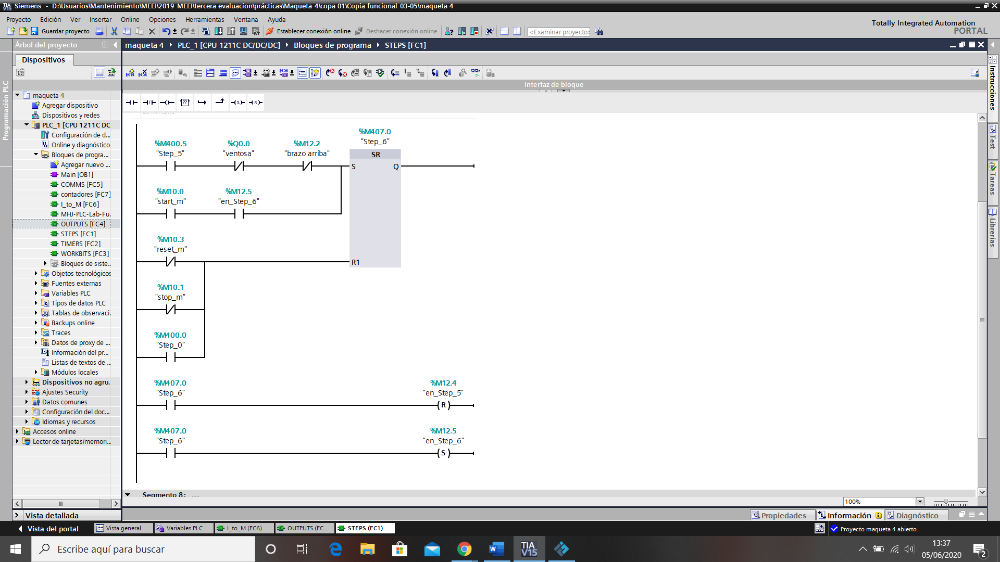 Siemens - D:\Usuarios\Mantenimiento\MEEI\2019 MEEI\tercera evaluacion\prácticas\Maqueta 4\copa 01\Copia funcional 03-05\maqueta 4
Proyecto Edición Ver Insertar Online Opciones Herramientas Ventana Ayuda
Totally Integrated Automation
PORTAL
Guardar proyecto
Establecer conexión online
Deshacer conexión online
<Examinar proyecto>
Árbol del proyecto
maqueta 4 PLC_1 [CPU 1211C DC/DC/DC] Bloques de programa STEPS [FC1]
Dispositivos
Interfaz de bloque
Programación PLC
maqueta 4
Agregar dispositivo
Dispositivos y redes
PLC_1 [CPU 1211C DC
Configuración de d...
Online y diagnóstico
Bloques de progra...
Agregar nuevo ...
Main [OB1]
COMMS [FC5]
contadores [FC7]
I_to_M [FC6]
MHJ-PLC-Lab-Fu.
OUTPUTS [FC4]
STEPS [FC1]
TIMERS [FC2]
WORKBITS [FC3]
Bloques de siste..
Objetos tecnológicos
Fuentes externas
Variables PLC
Tipos de datos PLC
Tablas de observaci.
Backups online
Traces
Datos de proxy de ...
Información del pr...
Listas de textos de ...
Módulos locales
Dispositivos no agru.
Ajustes Security
Datos comunes
Configuración del doc...
Idiomas y recursos
Accesos online
Lector de tarjetas/memori...
Vista detallada
%M407.0
"Step_6"
%M400.5 %Q0.0 %M12.2
"Step_5" "ventosa" "brazo arriba"
SR
S Q
%M10.0 %M12.5
"start_m" "en_Step_6"
%M10.3
"reset_m"
R1
%M10.1
"stop_m"
%M400.0
"Step_0"
%M407.0 %M12.4
"Step_6" "en_Step_5"
R
%M407.0 %M12.5
"Step_6" "en_Step_6"
S
Segmento 8: .....
100%
Instrucciones
Test
Tareas
Librerías
Propiedades Información Diagnóstico
Vista del portal
Vista general
Variables PLC
I_to_M (FC6)
OUTPUTS (FC...
STEPS (FC1)
Proyecto maqueta 4 abierto.
Escribe aquí para buscar
TIA
V15
13:37
05/06/2020
2